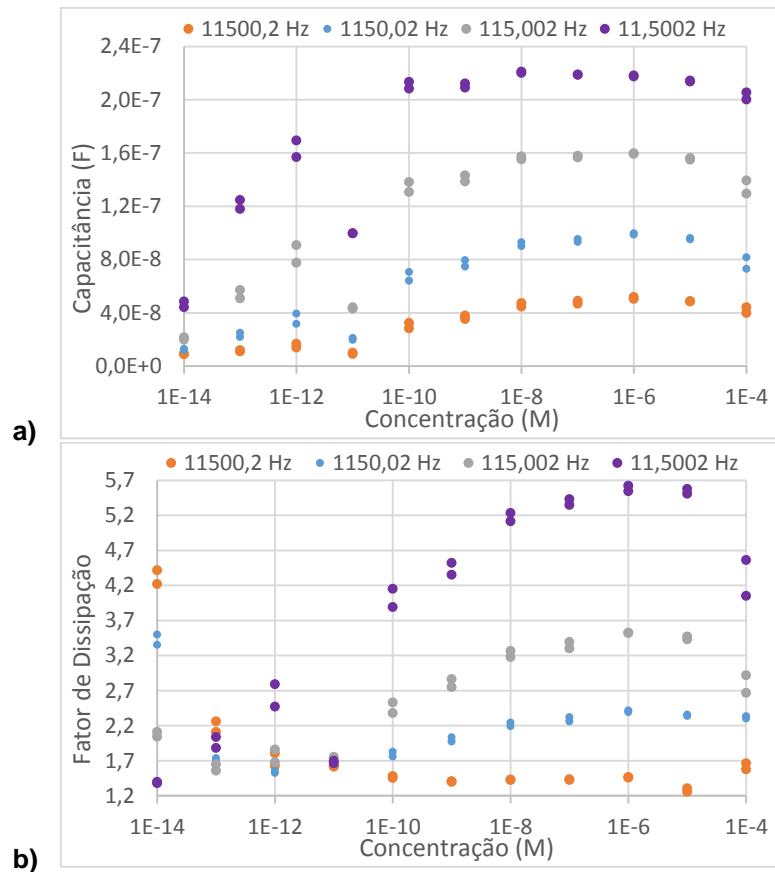 11500,2 Hz 1150,02 Hz 115,002 Hz 11,5002 Hz
2,4E-7
2,0E-7
1,6E-7
1,2E-7
8,0E-8
4,0E-8
0,0E+0
Capacitância (F)
1E-14 1E-12 1E-10 1E-8 1E-6 1E-4
Concentração (M)
a)
11500,2 Hz 1150,02 Hz 115,002 Hz 11,5002 Hz
5,7
5,2
4,7
4,2
3,7
3,2
2,7
2,2
1,7
1,2
Fator de Dissipação
1E-14 1E-12 1E-10 1E-8 1E-6 1E-4
Concentração (M)
b)